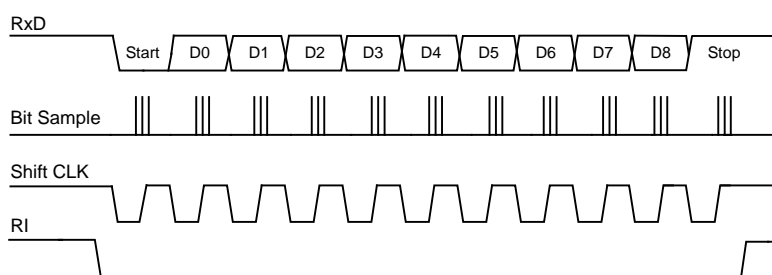 RxD
Start D0 D1 D2 D3 D4 D5 D6 D7 D8 Stop
Bit Sample
Shift CLK
RI